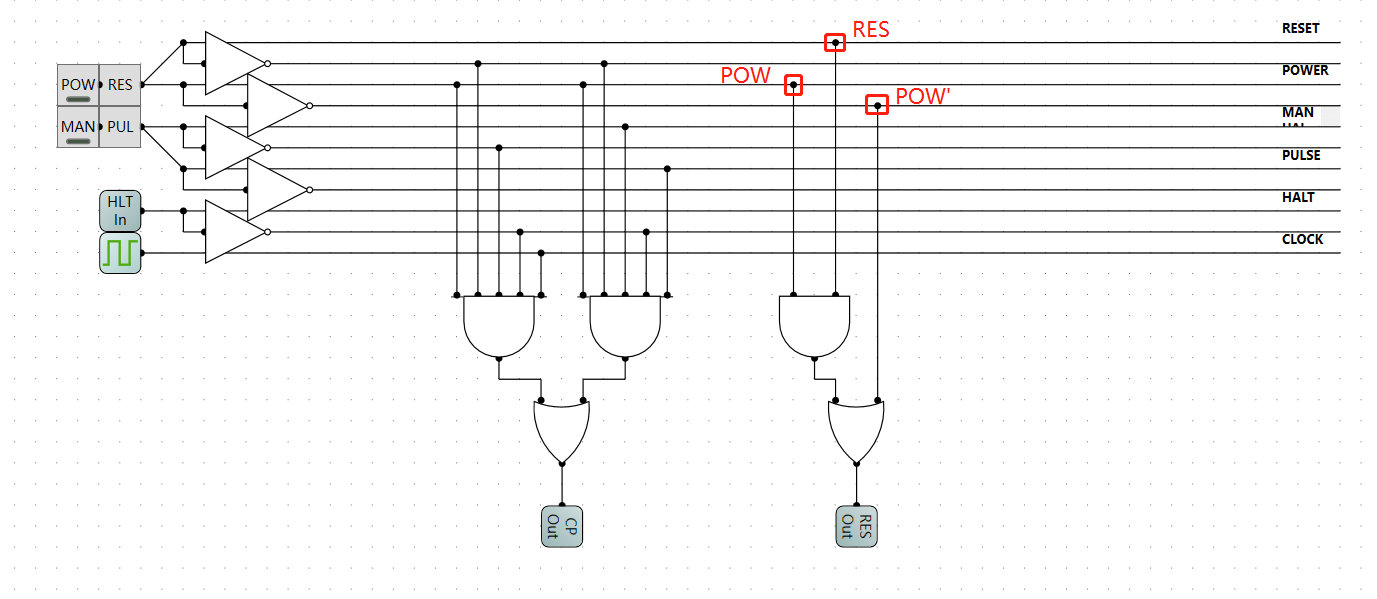 RES
RESET
POW
POWER
POW RES
POW'
MAN
MAN PUL
PULSE
HLT
In
HALT
CLOCK
CP
Out
RES
Out